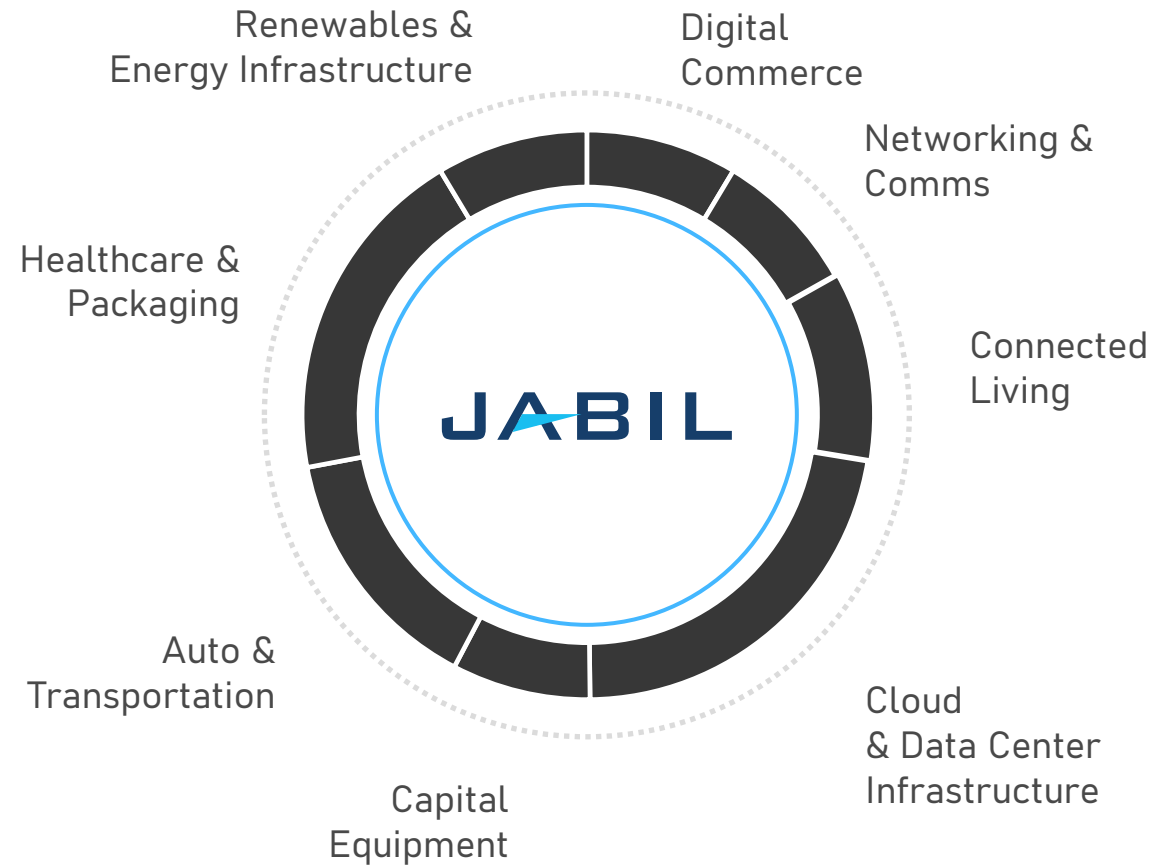 Renewables &
Energy Infrastructure
Digital
Commerce
Networking &
Comms
Healthcare &
Packaging
Connected
Living
JABIL
Auto &
Transportation
Cloud
& Data Center
Infrastructure
Capital
Equipment